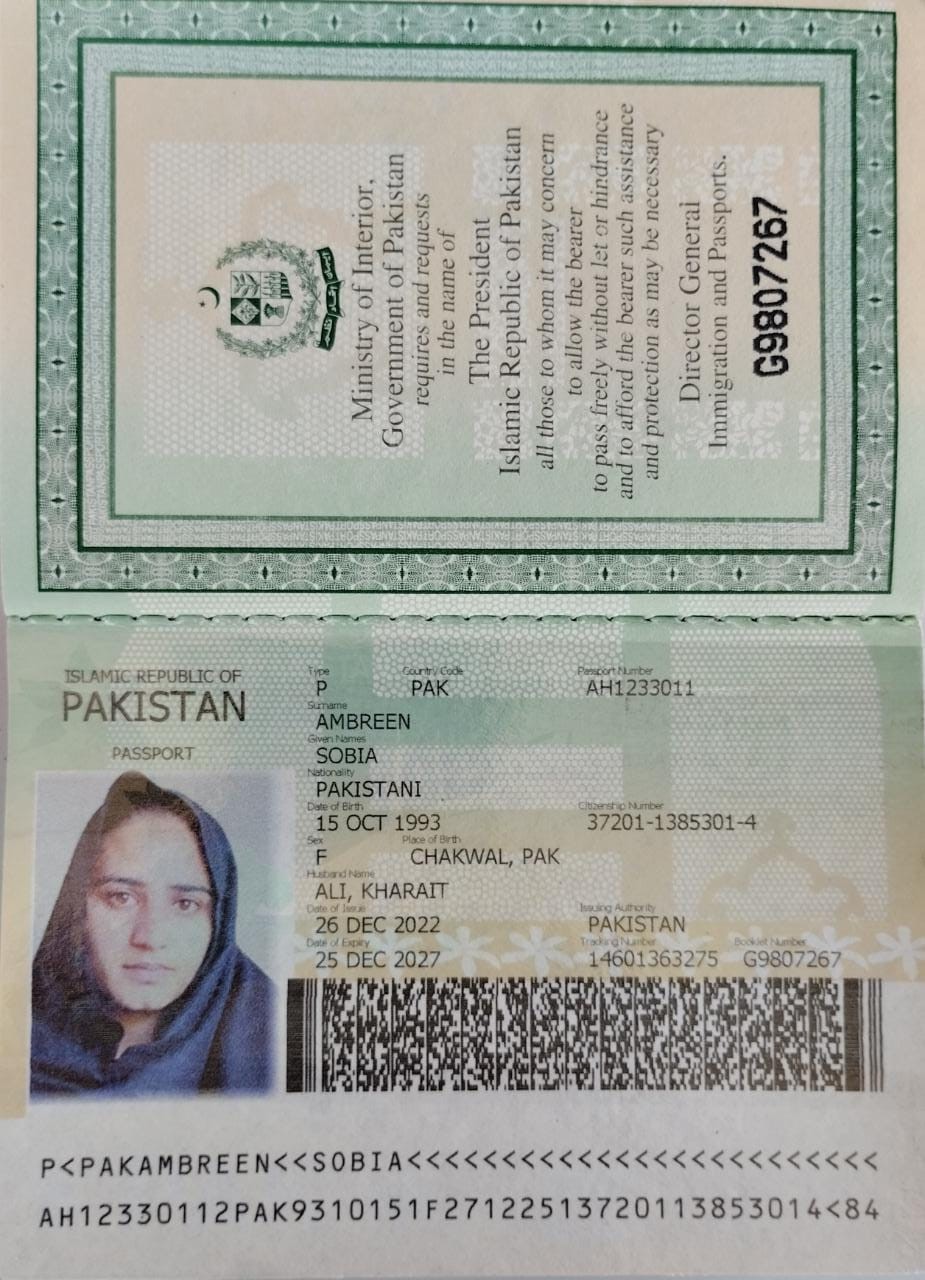 Ministry of Interior,
Government of Pakistan
requires and requests
in the name of
The President
Islamic Republic of Pakistan
all those to whom it may concern
to allow the bearer
to pass freely without let or hindrance
and to afford the bearer such assistance
and protection as may be necessary
Director General
Immigration and Passports.
G9807267
ISLAMIC REPUBLIC OF
PAKISTAN
PASSPORT
Type Country Code Passport Number
P PAK AH1233011
Surname
AMBREEN
Given Names
SOBIA
Nationality
PAKISTANI
Date of Birth Citizenship Number
15 OCT 1993 37201-1385301-4
Sex Place of Birth
F CHAKWAL, PAK
Husband Name
ALI, KHARAIT
Date of Issue Issuing Authority
26 DEC 2022 PAKISTAN
Date of Expiry Tracking Number Booklet Number
25 DEC 2027 14601363275 G9807267
P<PAKAMBREEN<<SOBIA<<<<<<<<<<<<<<<<<<<<<<<<<
AH12330112PAK9310151F27122513720113853014<84